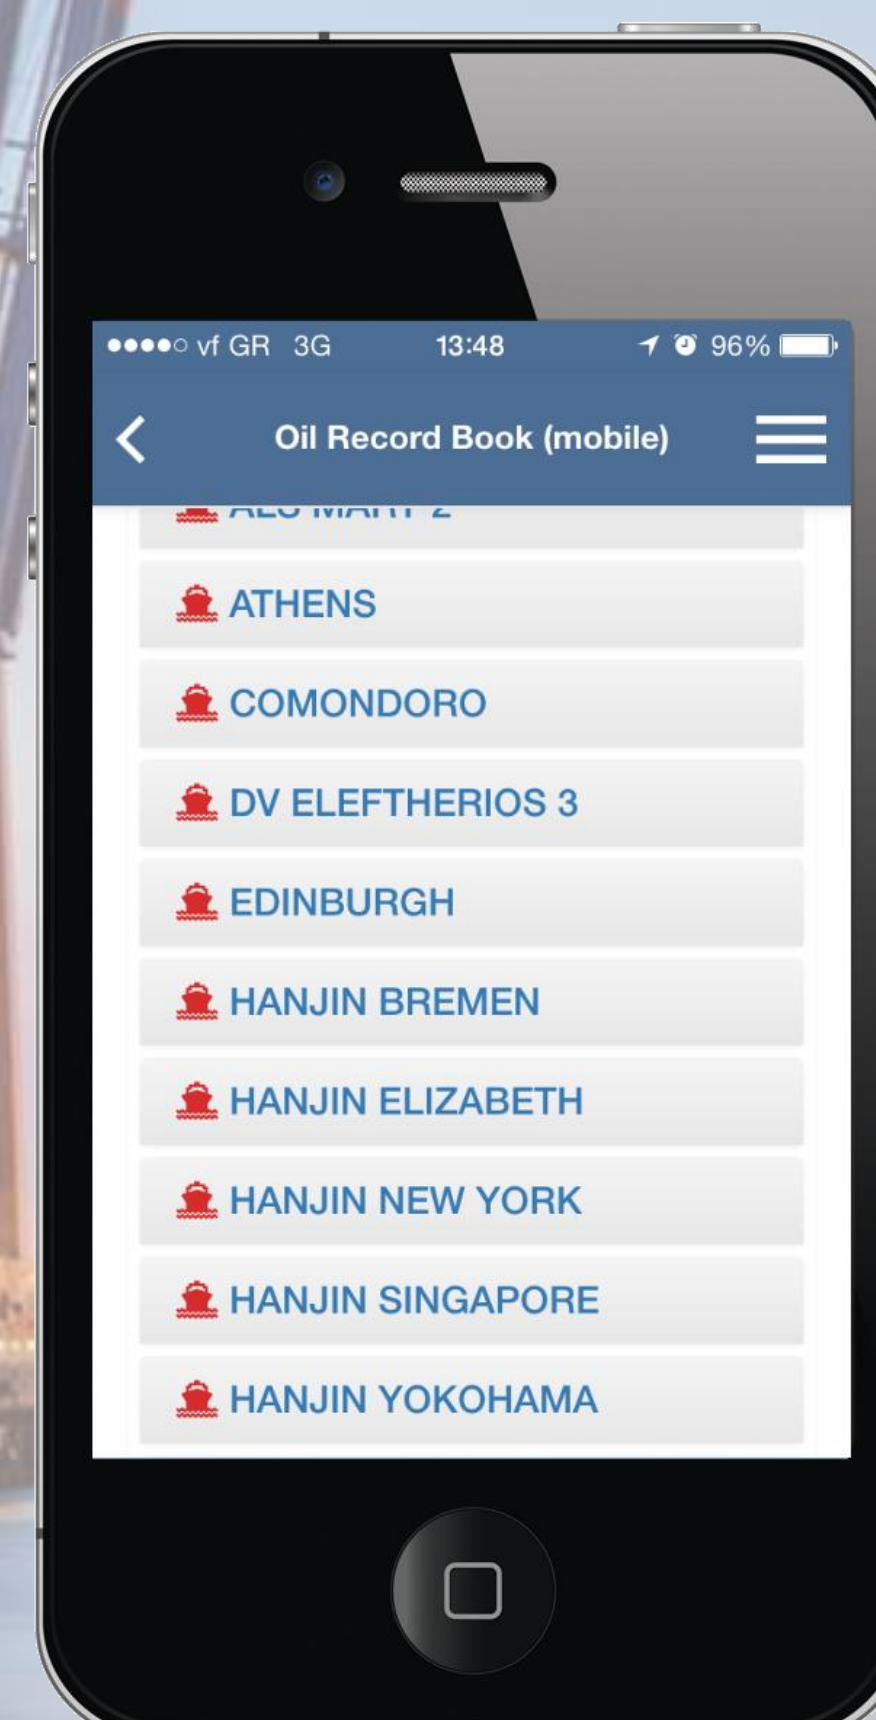 vf GR 3G 13:48 96%
Oil Record Book (mobile)
ATHENS
COMONDORO
DV ELEFTHERIOS 3
EDINBURGH
HANJIN BREMEN
HANJIN ELIZABETH
HANJIN NEW YORK
HANJIN SINGAPORE
HANJIN YOKOHAMA